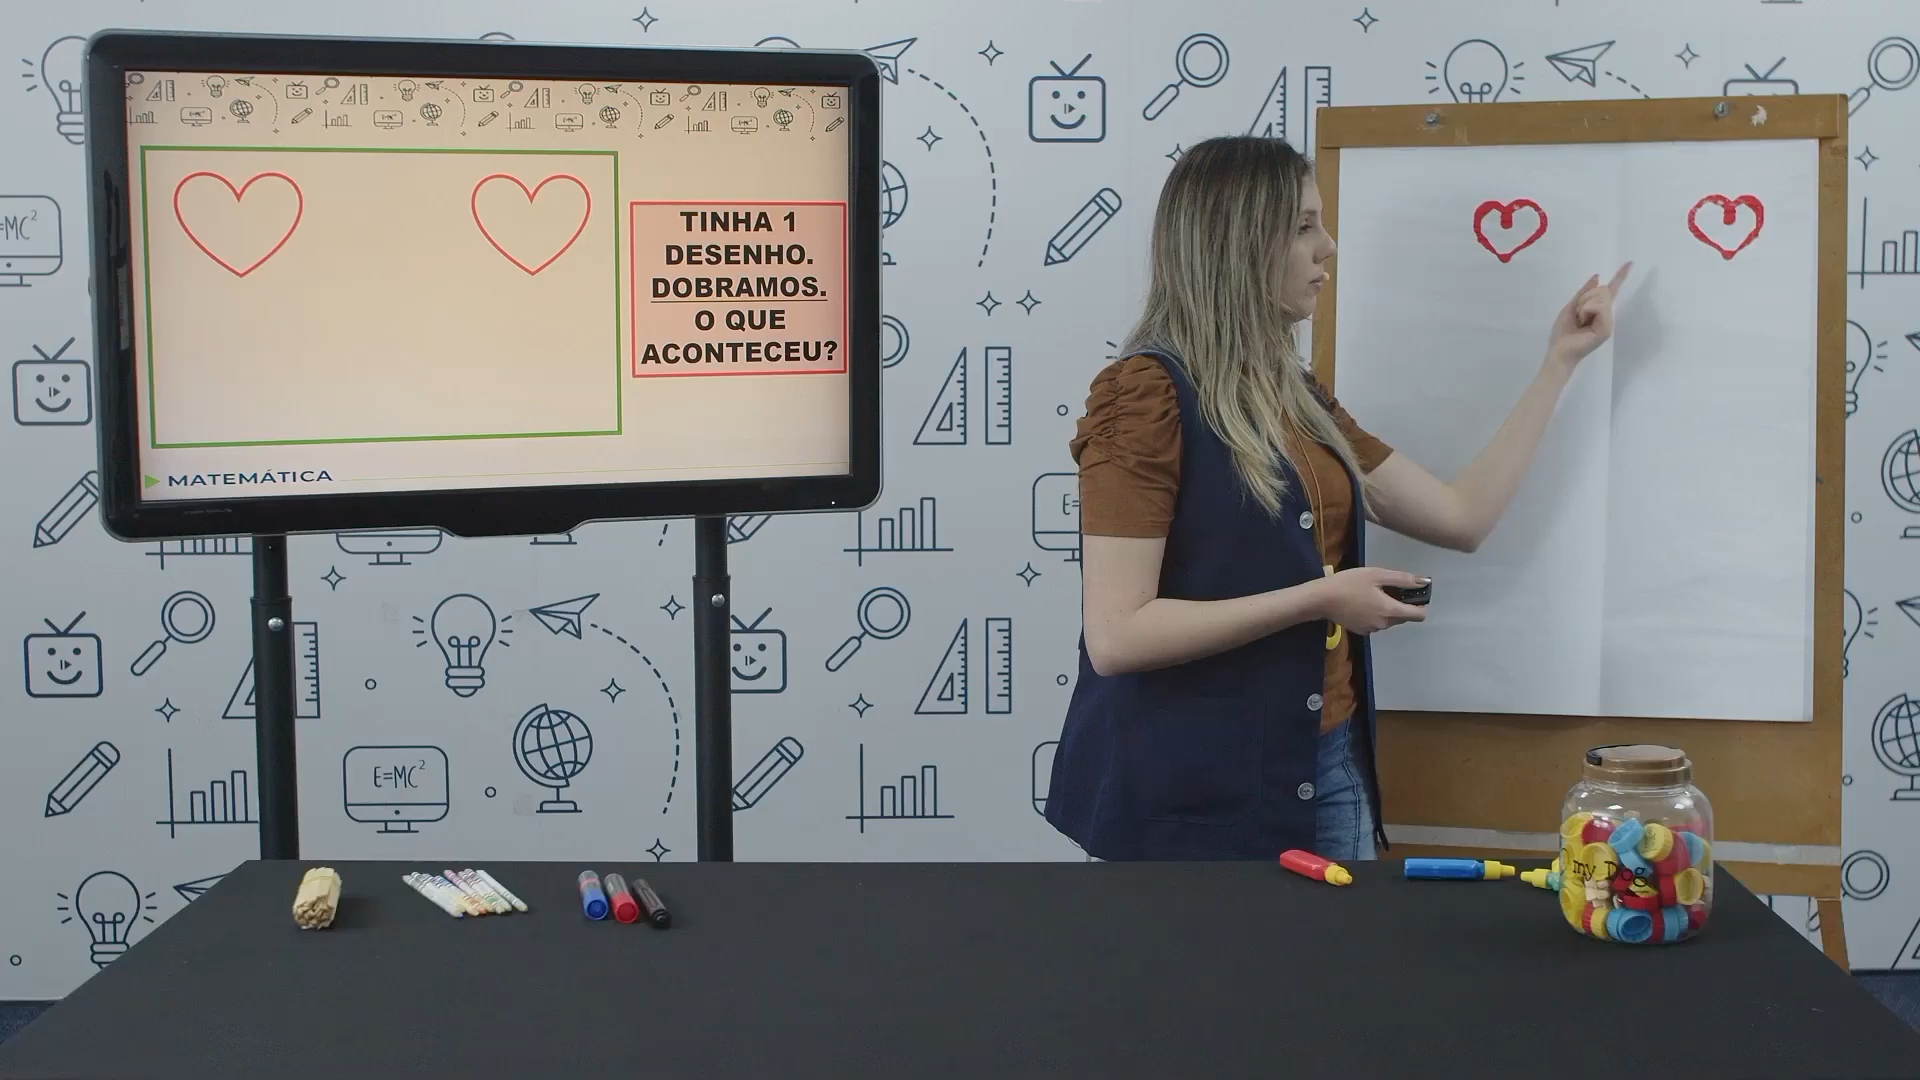 TINHA 1
DESENHO.
DOBRAMOS.
O QUE
ACONTECEU?
MATEMÁTICA
E=MC²
my Dog